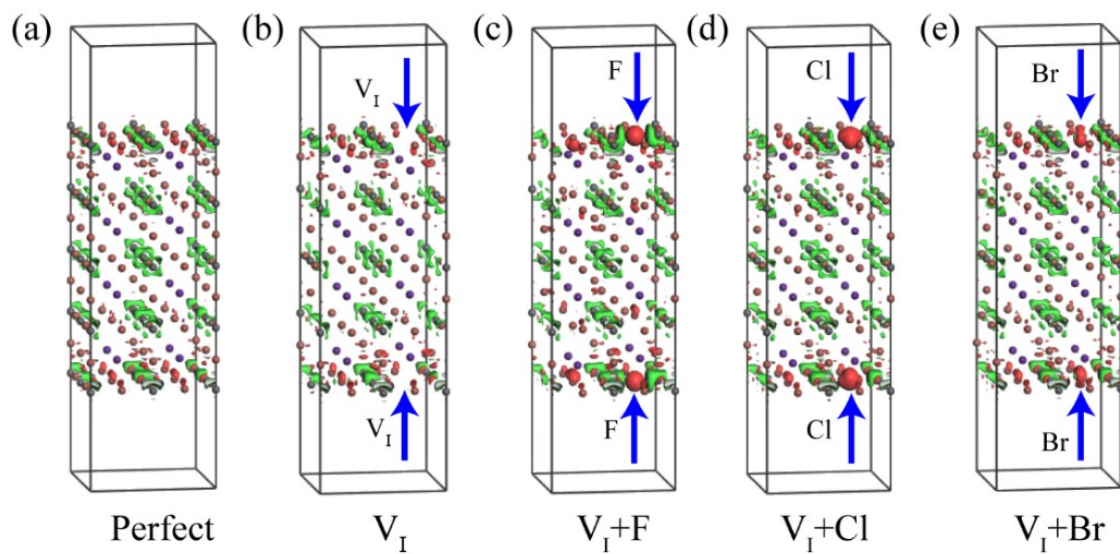 (a) (b) (c) (d) (e)
V_I F Cl Br
V_I F Cl Br
Perfect V_I V_I+F V_I+Cl V_I+Br